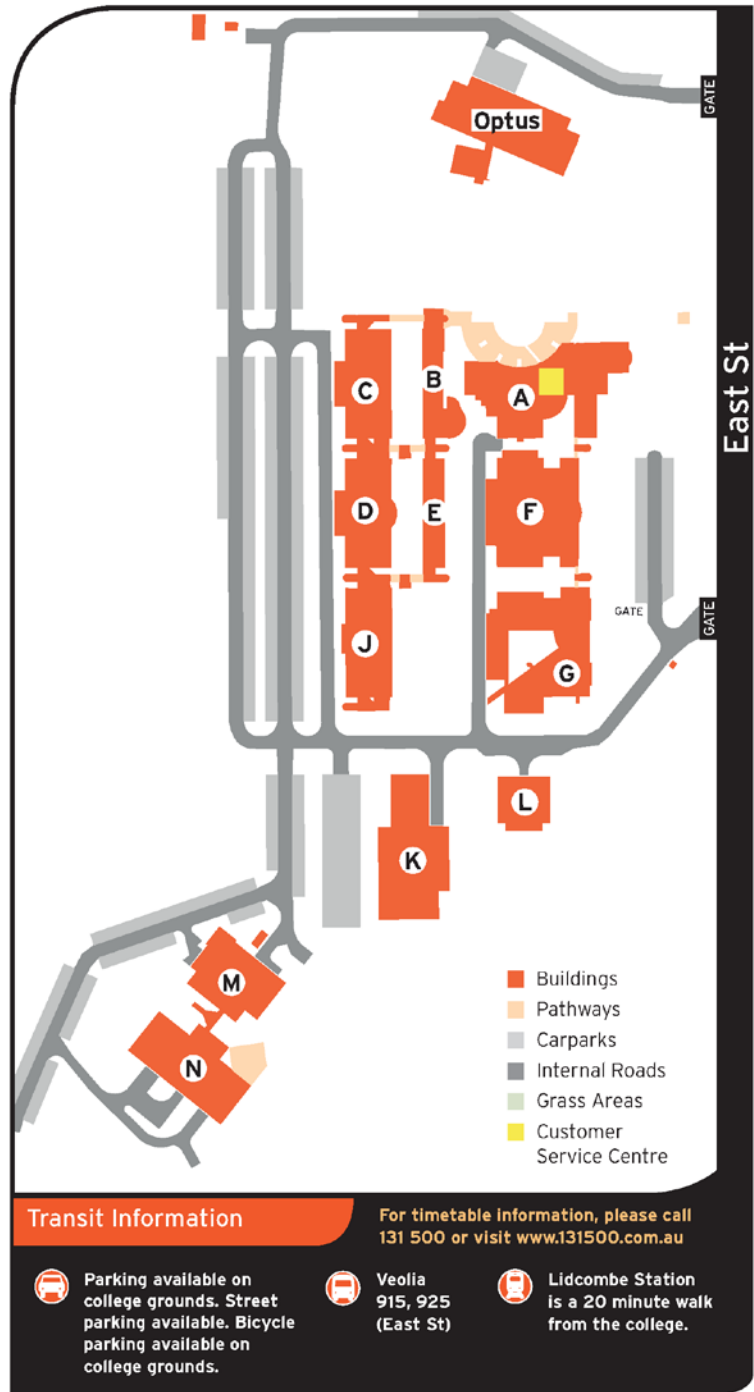 GATE
Optus
East St
B
C
A
D
E
F
GATE
GATE
J
G
L
K
M
N
Buildings
Pathways
Carparks
Internal Roads
Grass Areas
Customer
Service Centre
Transit Information
For timetable information, please call
131 500 or visit www.131500.com.au
Parking available on
college grounds. Street
parking available. Bicycle
parking available on
college grounds.
Veolia
915, 925
(East St)
Lidcombe Station
is a 20 minute walk
from the college.